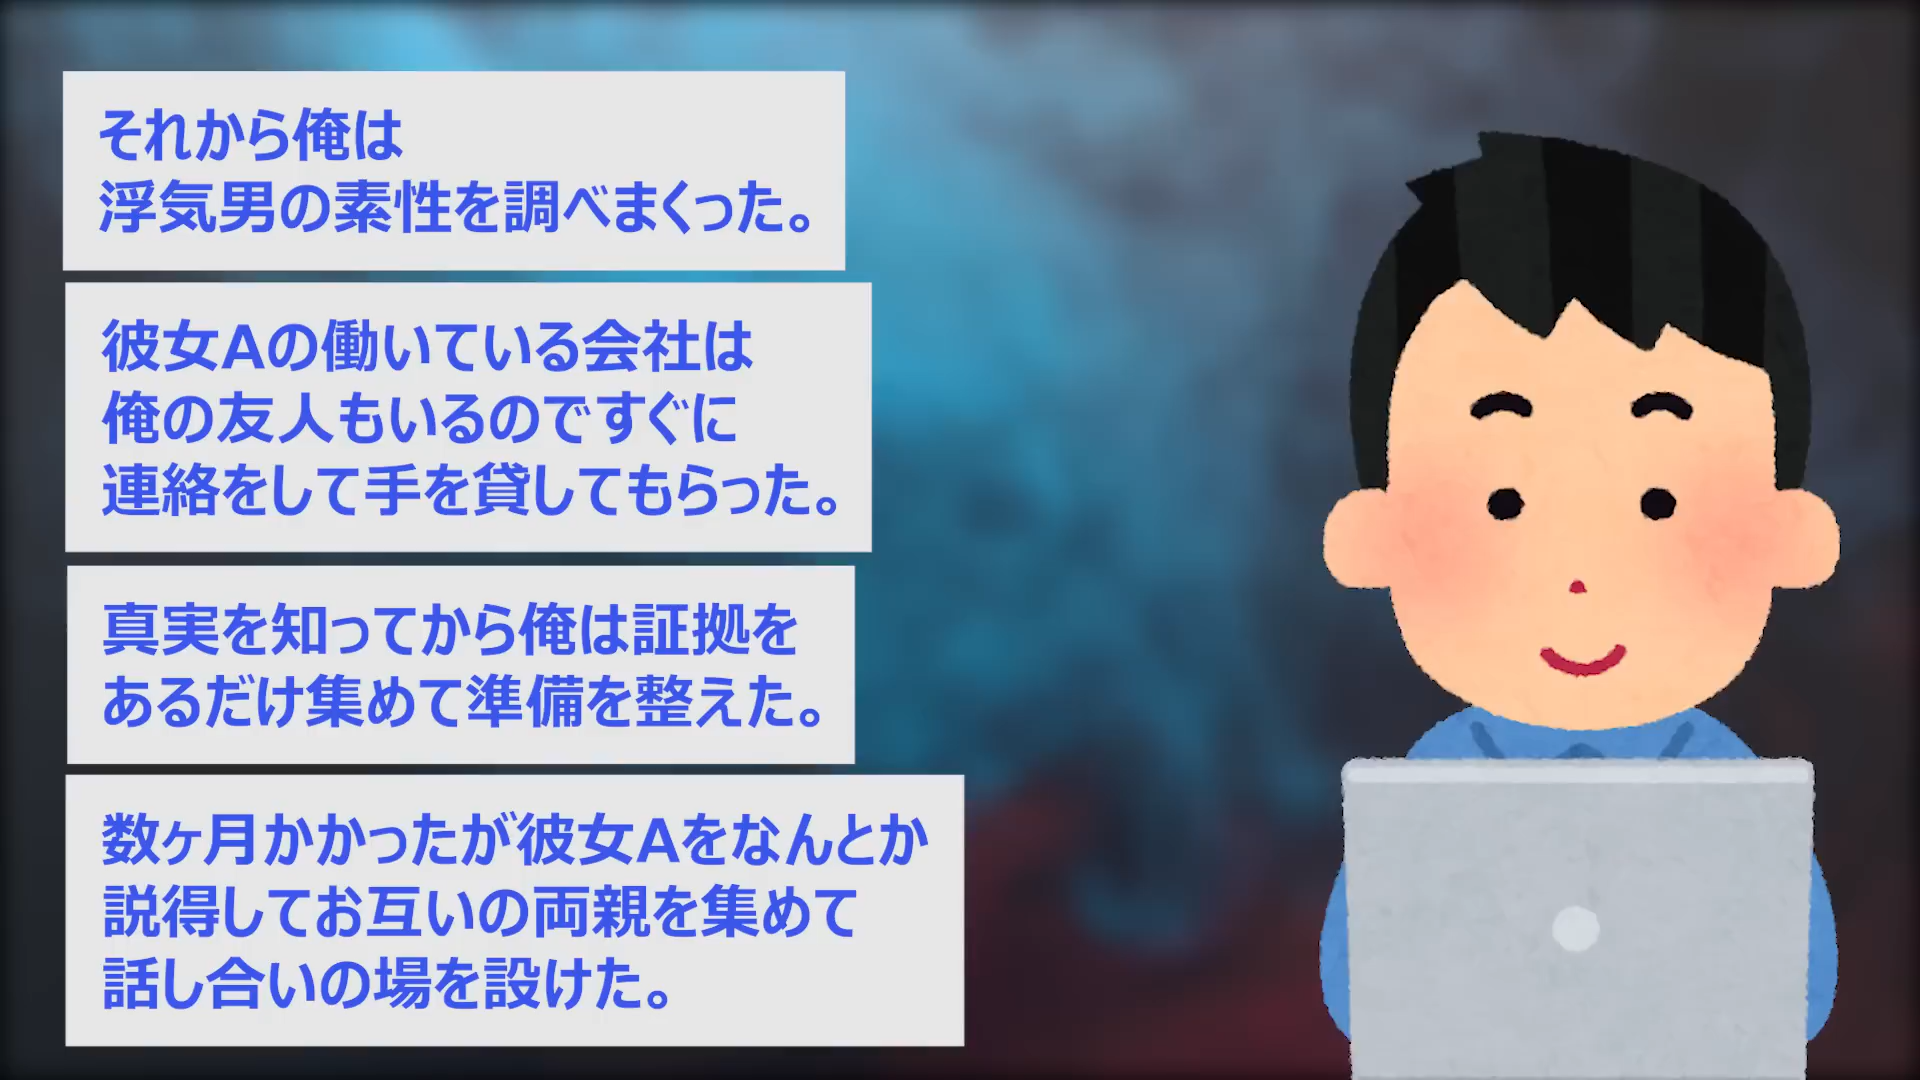 それから俺は
浮気男の素性を調べまくった。
彼女Aの働いている会社は
俺の友人もいるのですぐに
連絡をして手を貸してもらった。
真実を知ってから俺は証拠を
あるだけ集めて準備を整えた。
数ヶ月かかったが彼女Aをなんとか
説得してお互いの両親を集めて
話し合いの場を設けた。